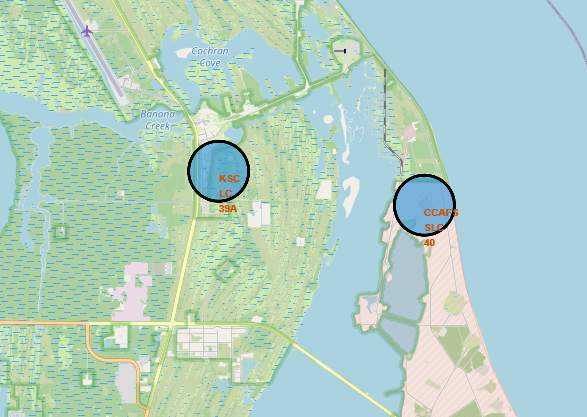 Cochran
Cove
Banana
Creek
KSC
LC
39A
CCAFS
SLC
40